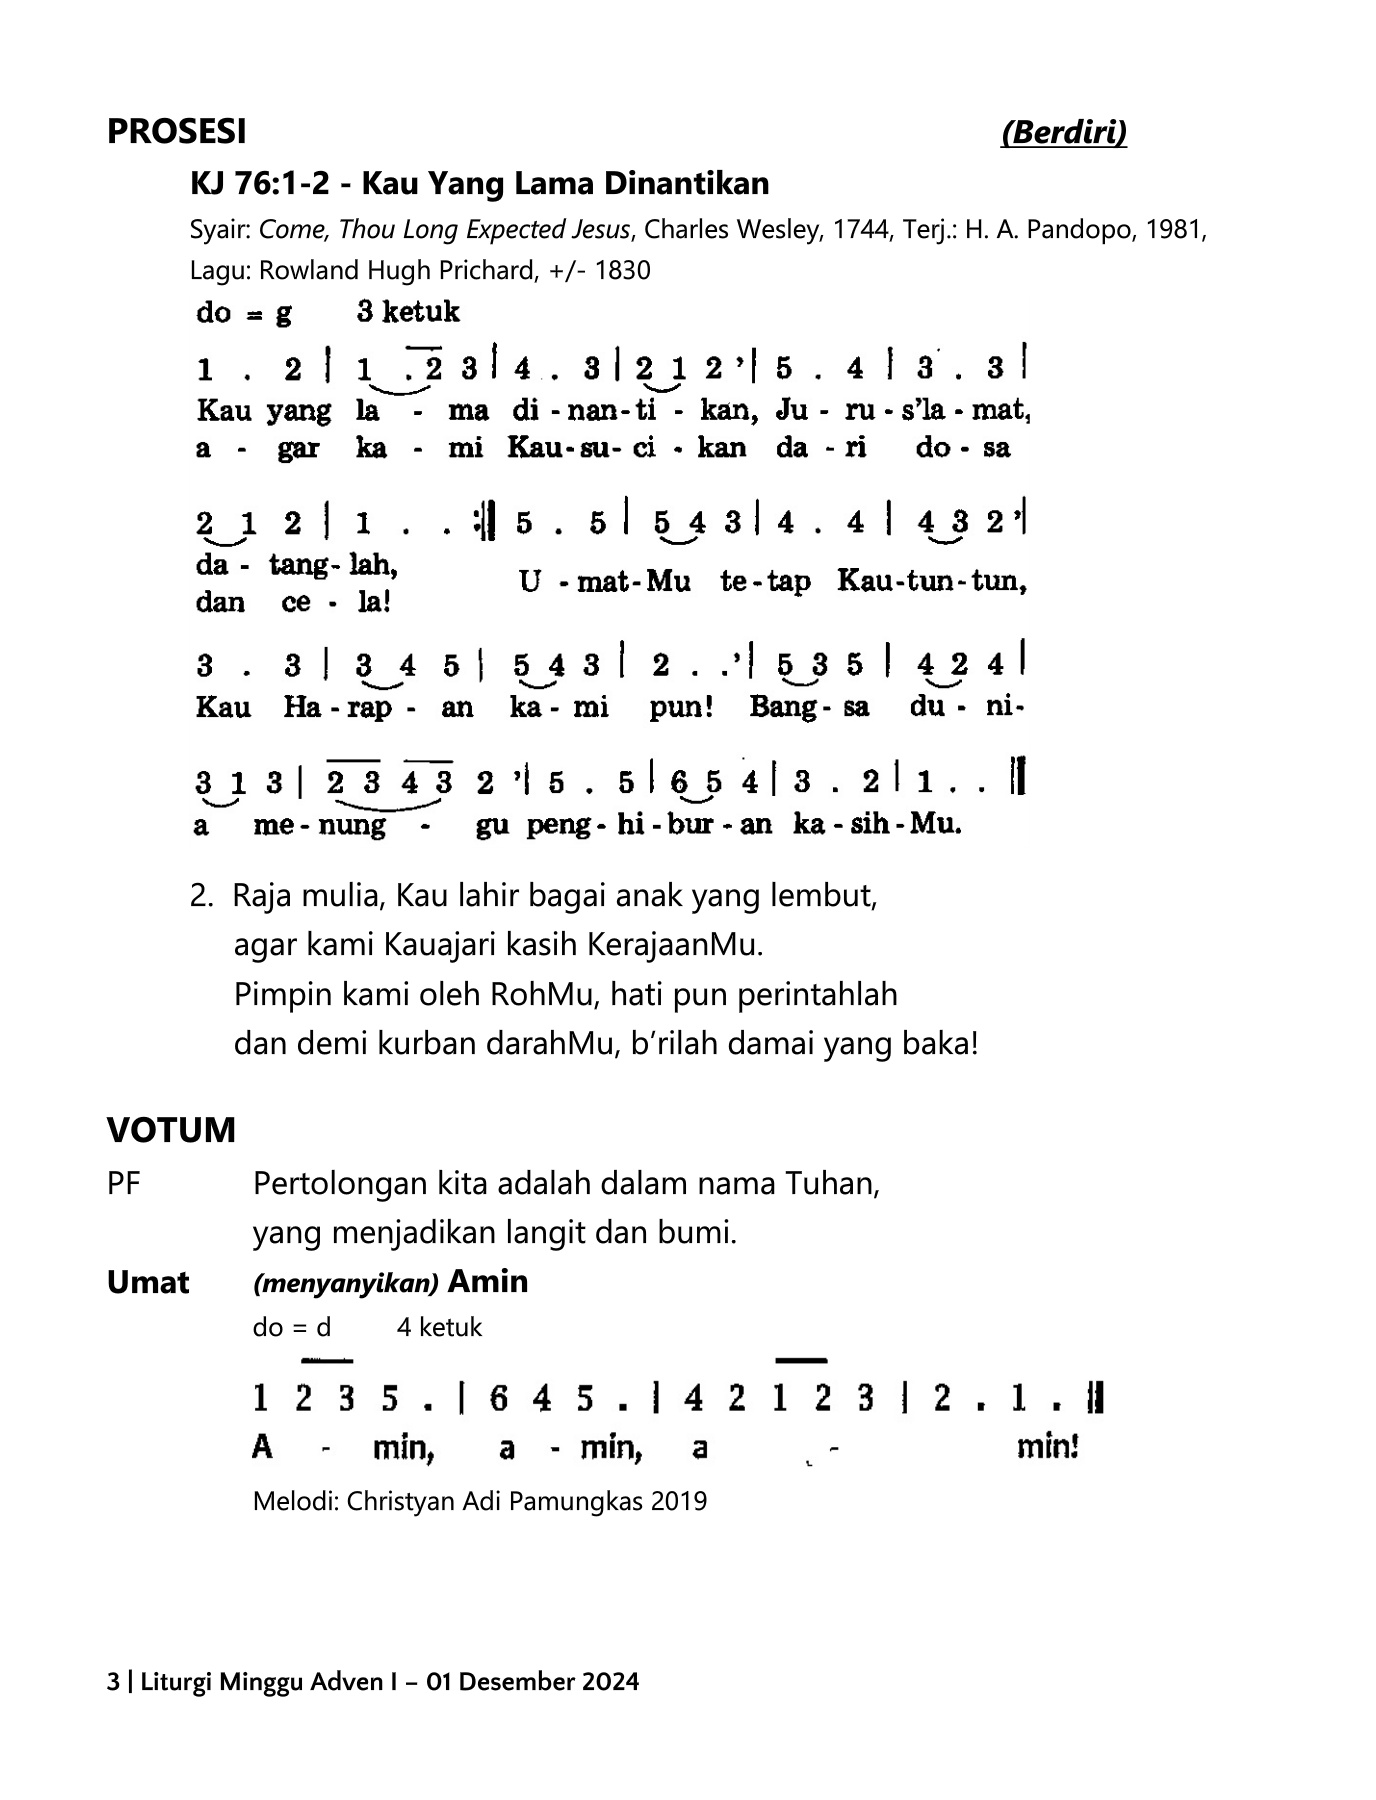 PROSESI (Berdiri)
KJ 76:1-2 - Kau Yang Lama Dinantikan
Syair: Come, Thou Long Expected Jesus, Charles Wesley, 1744, Terj.: H. A. Pandopo, 1981,
Lagu: Rowland Hugh Prichard, +/- 1830
do = g 3 ketuk
1 . 2 | 1 . 2 3 | 4 . 3 | 2 1 2 ’| 5 . 4 | 3 . 3 |
Kau yang la - ma di - nan - ti - kan, Ju - ru - s’la - mat,
a - gar ka - mi Kau - su - ci - kan da - ri do - sa
2 1 2 | 1 . . :|| 5 . 5 | 5 4 3 | 4 . 4 | 4 3 2 ’|
da - tang - lah,
U - mat - Mu te - tap Kau - tun - tun,
dan ce - la!
3 . 3 | 3 4 5 | 5 4 3 | 2 . . ’| 5 3 5 | 4 2 4 |
Kau Ha - rap - an ka - mi pun! Bang - sa du - ni -
3 1 3 | 2 3 4 3 2 ’| 5 . 5 | 6 5 4 | 3 . 2 | 1 . . ||
a me - nung - gu peng - hi - bur - an ka - sih - Mu.
2. Raja mulia, Kau lahir bagai anak yang lembut,
agar kami Kauajari kasih KerajaanMu.
Pimpin kami oleh RohMu, hati pun perintahlah
dan demi kurban darahMu, b’rilah damai yang baka!
VOTUM
PF Pertolongan kita adalah dalam nama Tuhan,
yang menjadikan langit dan bumi.
Umat (menyanyikan) Amin
do = d 4 ketuk
1 2 3 5 . | 6 4 5 . | 4 2 1 2 3 | 2 . 1 . ||
A - min, a - min, a - min!
Melodi: Christyan Adi Pamungkas 2019
3 | Liturgi Minggu Adven I – 01 Desember 2024